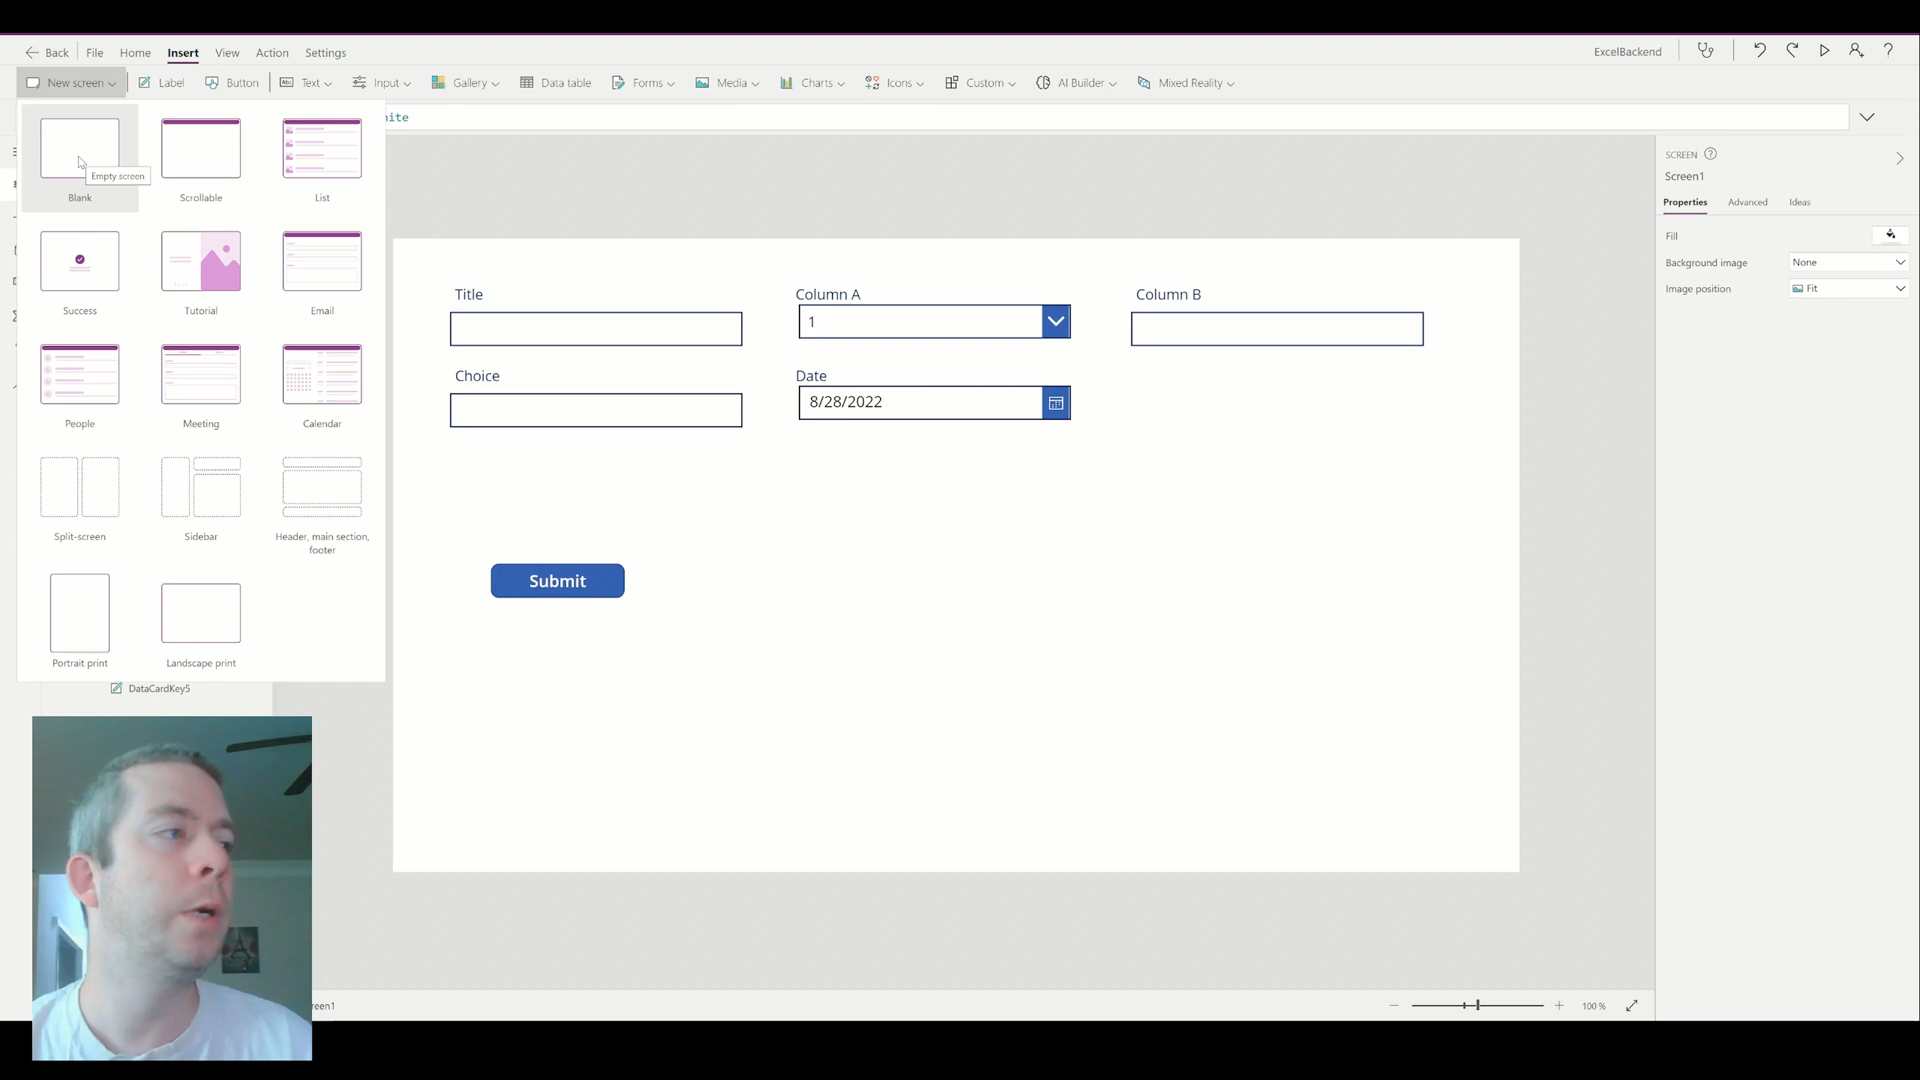 Back File Home Insert View Action Settings ExcelBackend
New screen Label Button Abc Text Input Gallery Data table Forms Media Charts Icons Custom AI Builder Mixed Reality
Empty screen
Blank Scrollable List
Success Tutorial Email
People Meeting Calendar
Split-screen Sidebar Header, main section,
footer
Portrait print Landscape print
DataCardKey5
Title Column A Column B
1
Choice Date
8/28/2022
Submit
SCREEN
Screen1
Properties Advanced Ideas
Fill
Background image None
Image position Fit
100 %